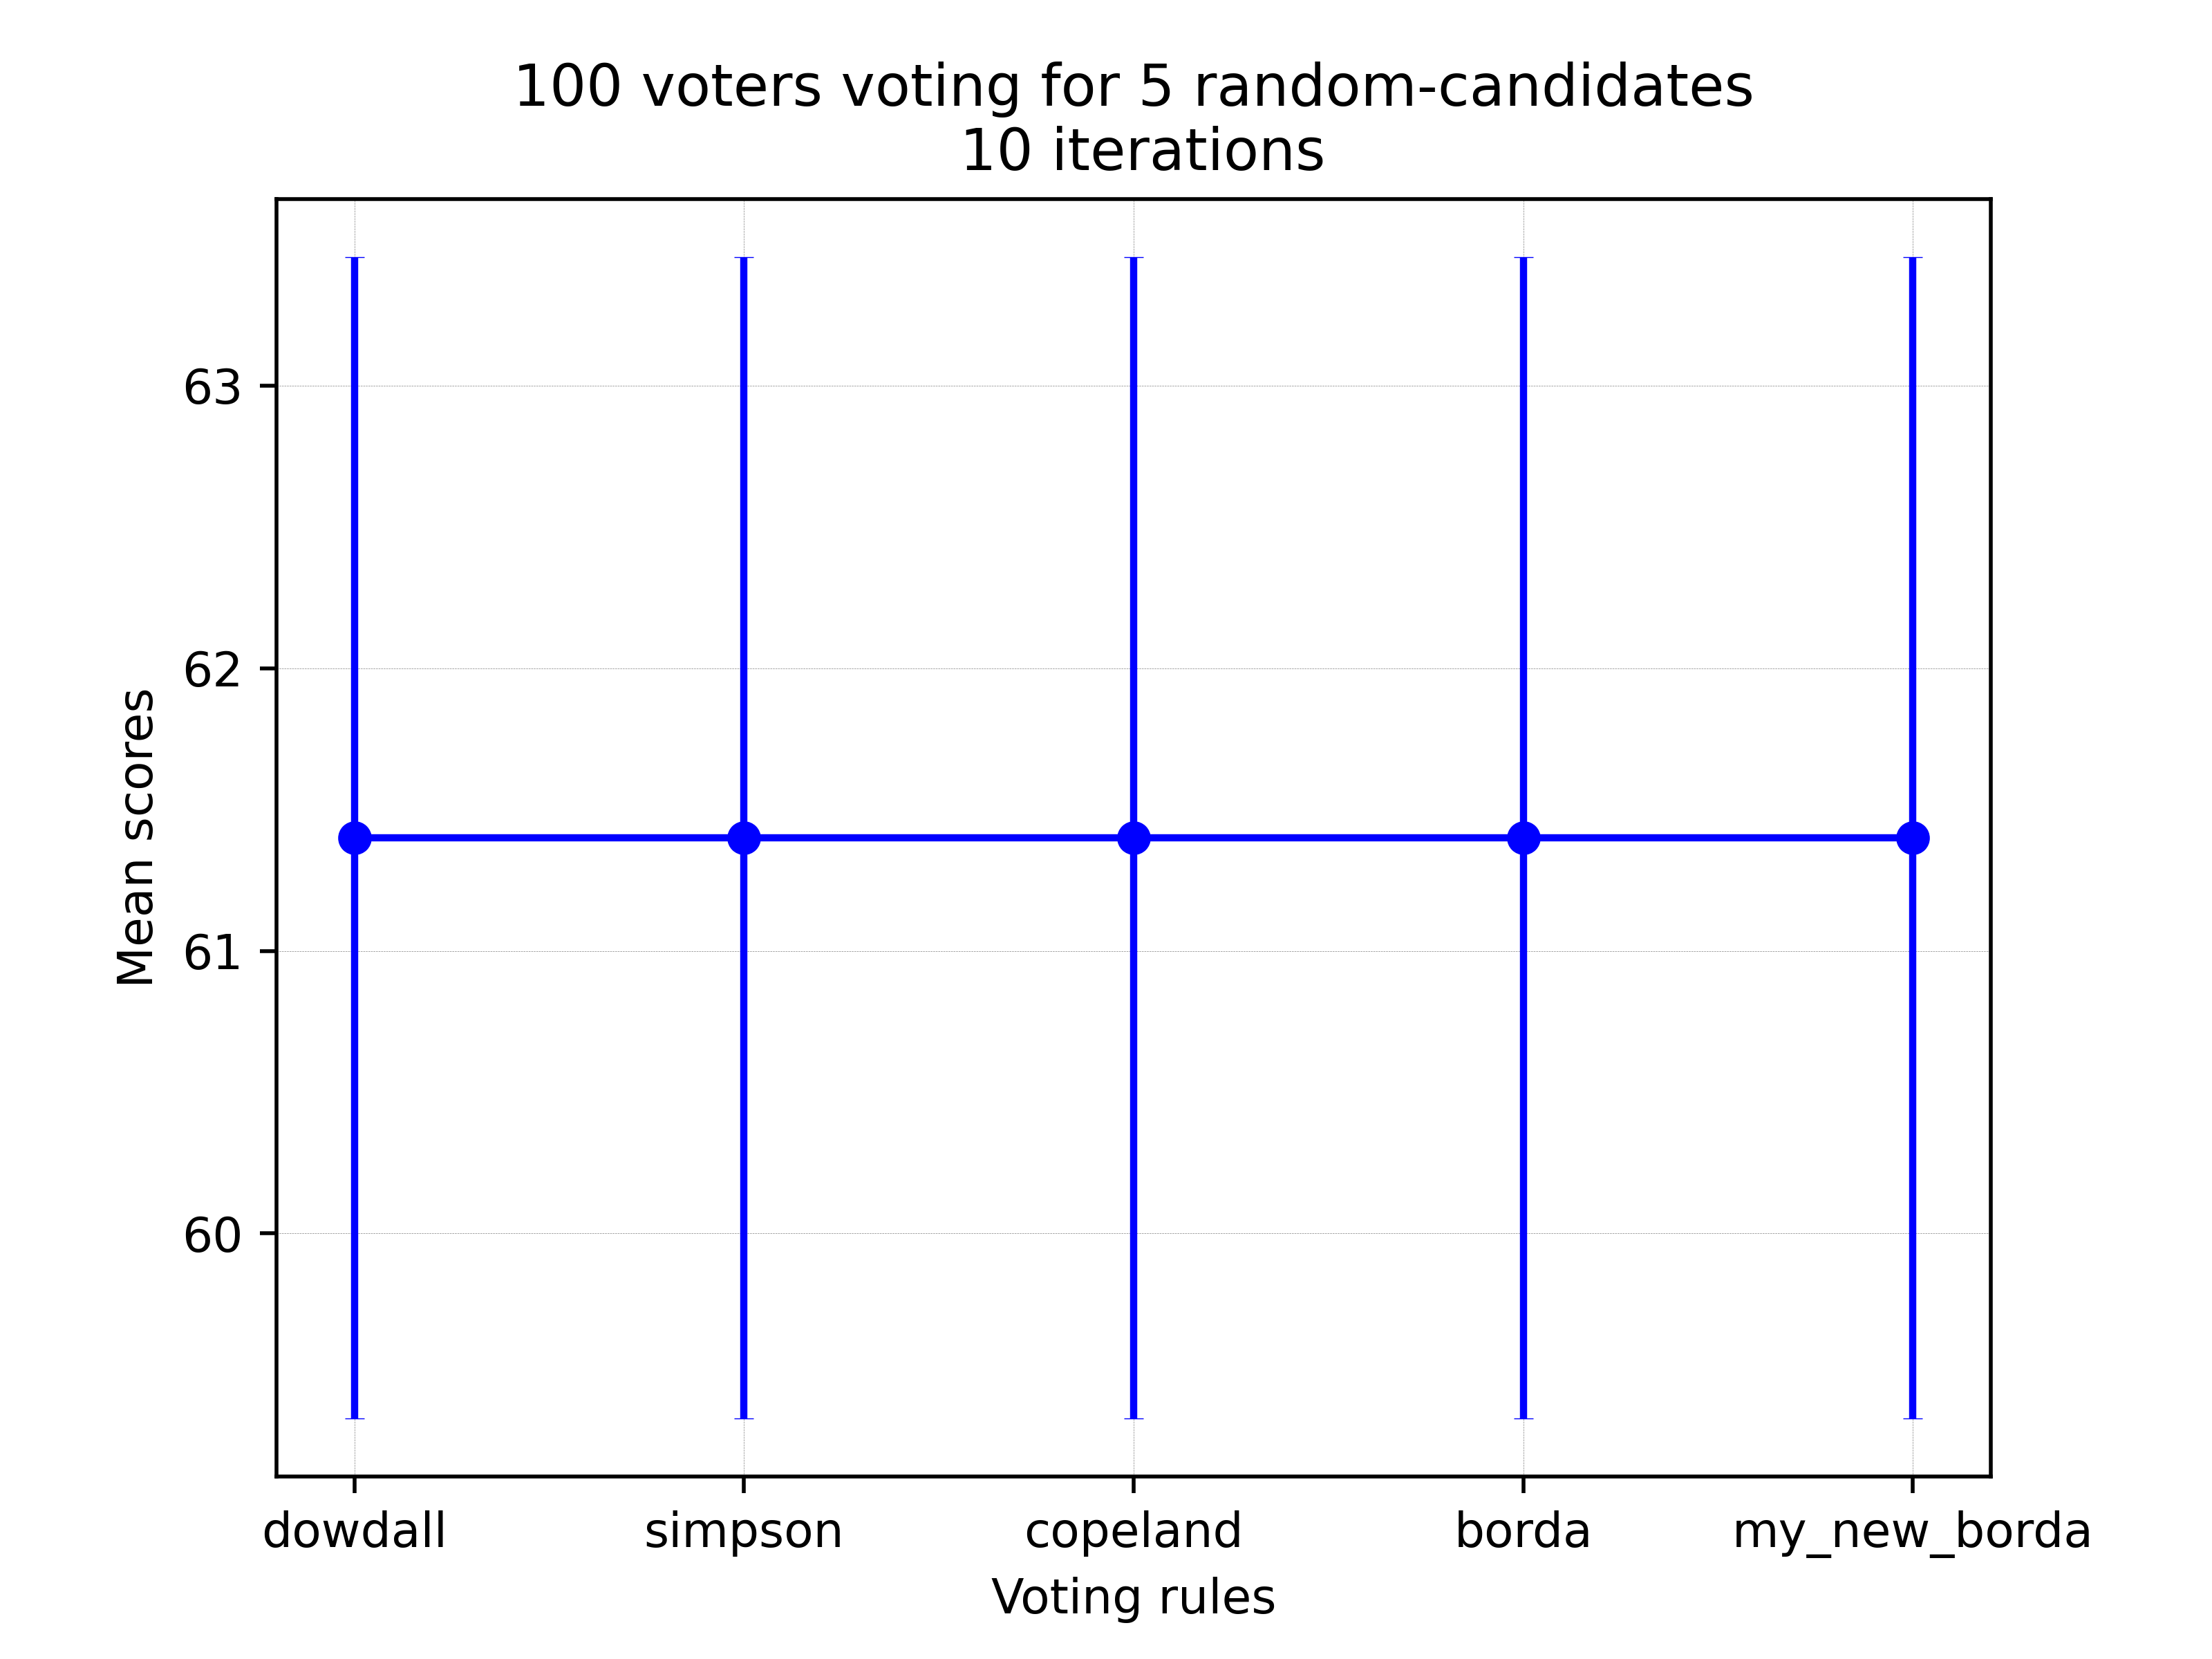 100 voters voting for 5 random-candidates
10 iterations
Mean scores
63
62
61
60
dowdall simpson copeland borda my_new_borda
Voting rules